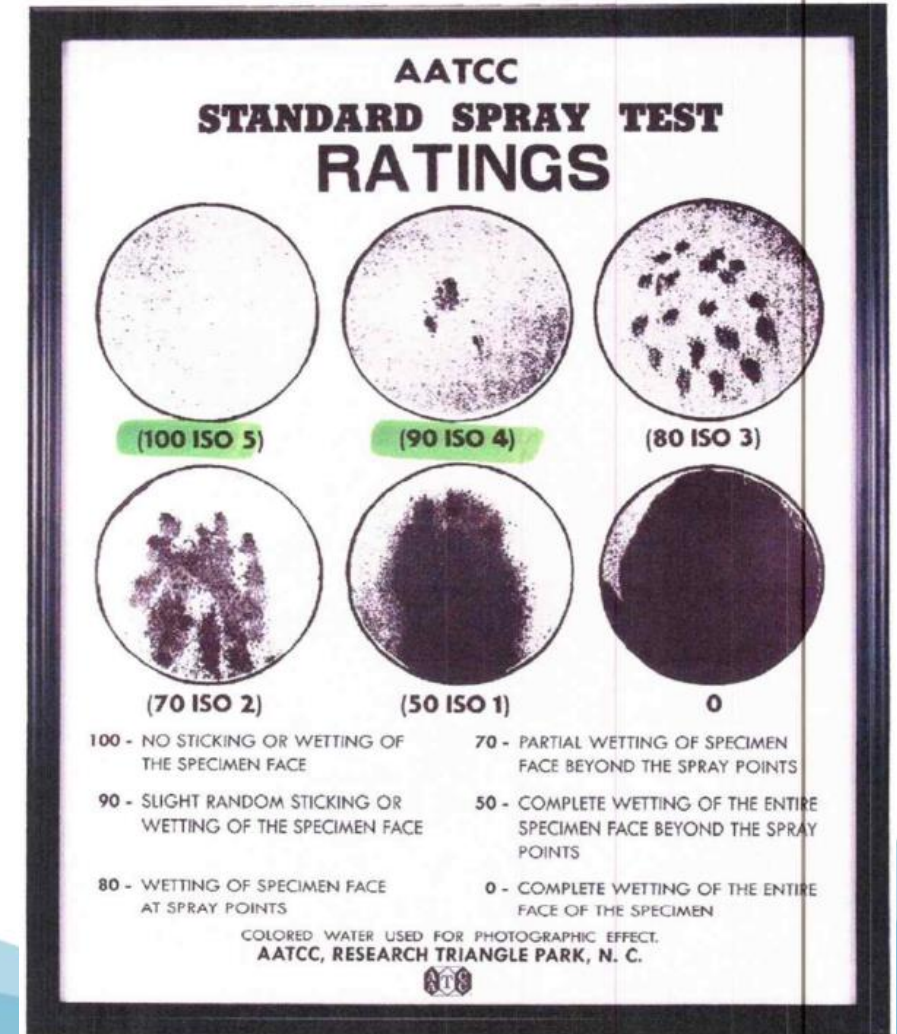 AATCC
STANDARD SPRAY TEST
RATINGS
(100 ISO 5)
(90 ISO 4)
(80 ISO 3)
(70 ISO 2)
(50 ISO 1)
0
100 - NO STICKING OR WETTING OF
THE SPECIMEN FACE
90 - SLIGHT RANDOM STICKING OR
WETTING OF THE SPECIMEN FACE
80 - WETTING OF SPECIMEN FACE
AT SPRAY POINTS
70 - PARTIAL WETTING OF SPECIMEN
FACE BEYOND THE SPRAY POINTS
50 - COMPLETE WETTING OF THE ENTIRE
SPECIMEN FACE BEYOND THE SPRAY
POINTS
0 - COMPLETE WETTING OF THE ENTIRE
FACE OF THE SPECIMEN
COLORED WATER USED FOR PHOTOGRAPHIC EFFECT.
AATCC, RESEARCH TRIANGLE PARK, N. C.
ATS